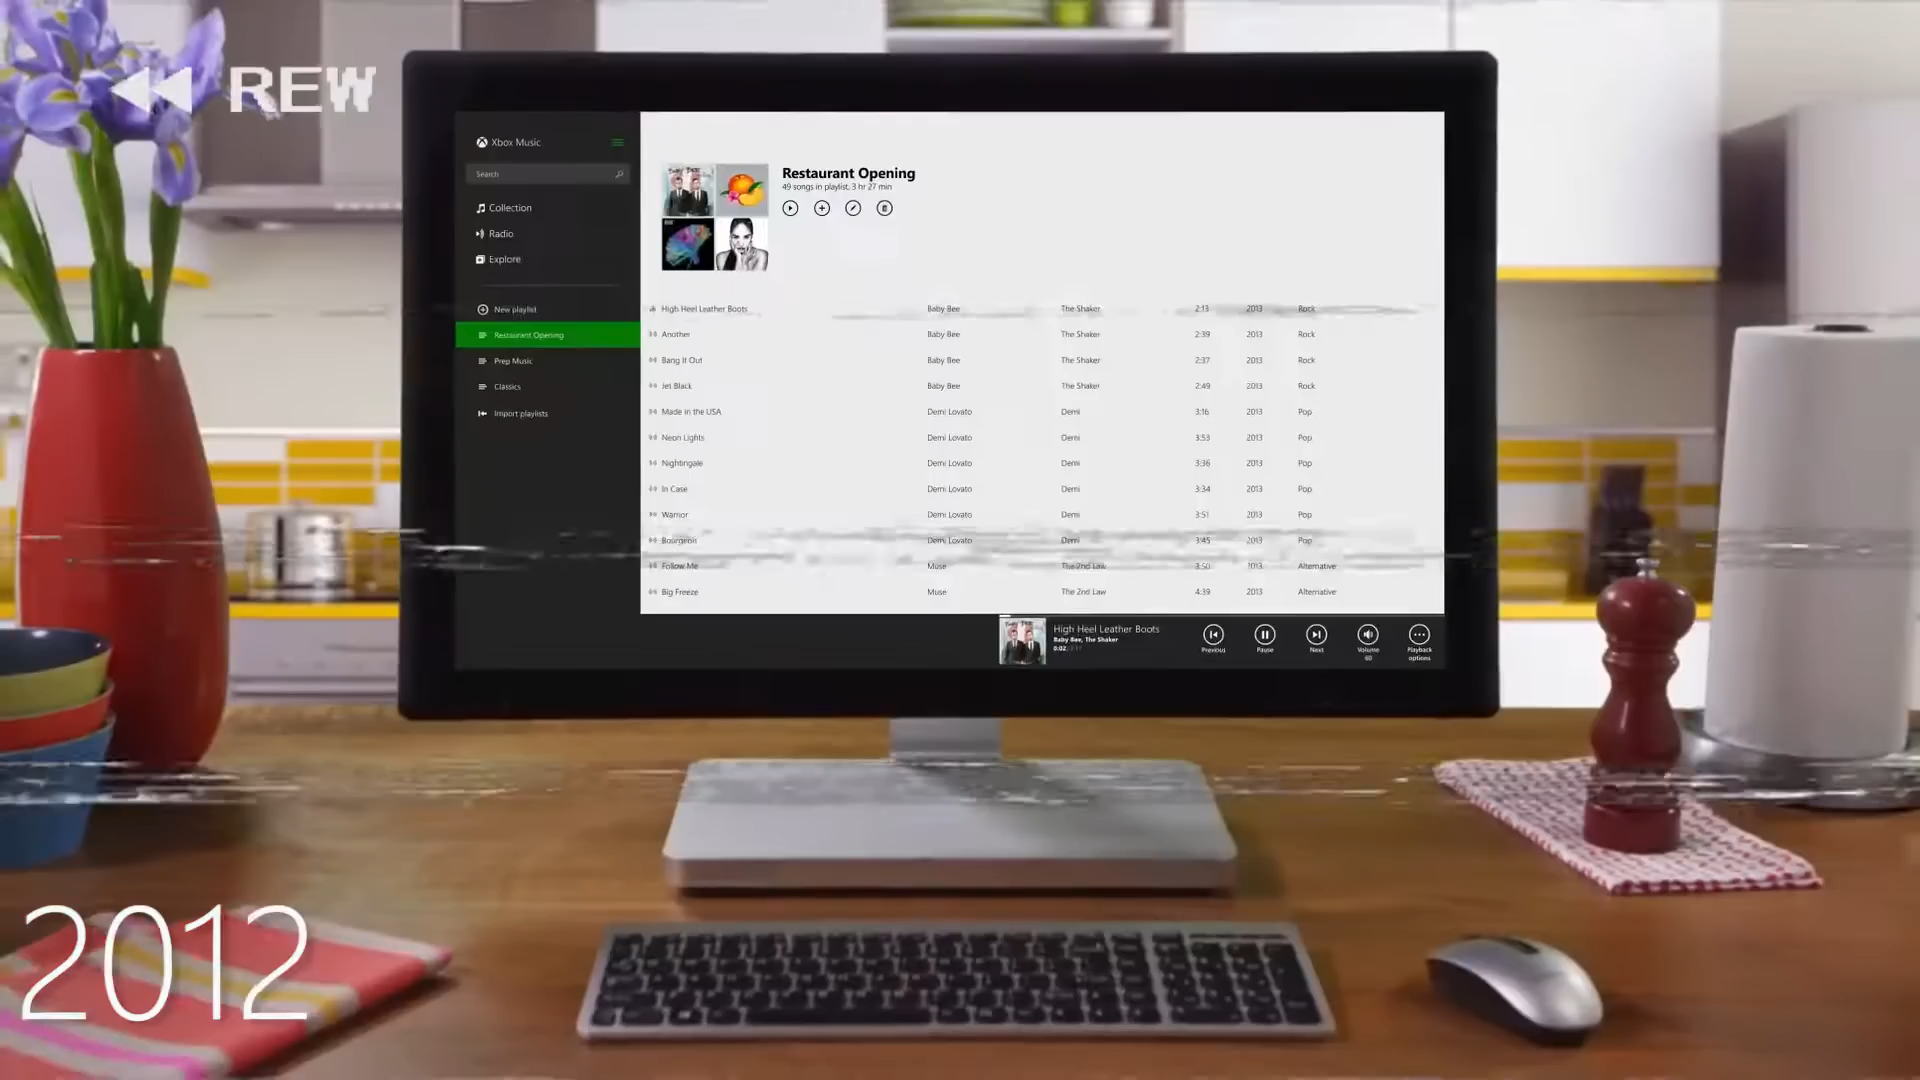 REW
Xbox Music
Search
Collection
Radio
Explore
New playlist
Restaurant Opening
Prep Music
Classics
Import playlists
Restaurant Opening
49 songs in playlist, 3 hr 27 min
High Heel Leather Boots Baby Bee The Shaker 2:13 2013 Rock
Another Baby Bee The Shaker 2:39 2013 Rock
Bang It Out Baby Bee The Shaker 2:37 2013 Rock
Jet Black Baby Bee The Shaker 2:49 2013 Rock
Made in the USA Demi Lovato Demi 3:16 2013 Pop
Neon Lights Demi Lovato Demi 3:53 2013 Pop
Nightingale Demi Lovato Demi 3:36 2013 Pop
In Case Demi Lovato Demi 3:34 2013 Pop
Warrior Demi Lovato Demi 3:51 2013 Pop
Demi Lovato Demi 3:45 2013 Pop
Follow Me Muse The 2nd Law 3:50 2013 Alternative
Big Freeze Muse The 2nd Law 4:39 2013 Alternative
High Heel Leather Boots
Baby Bee, The Shaker
0:02
Previous
Pause
Next
Volume
60
Playback
options
2012